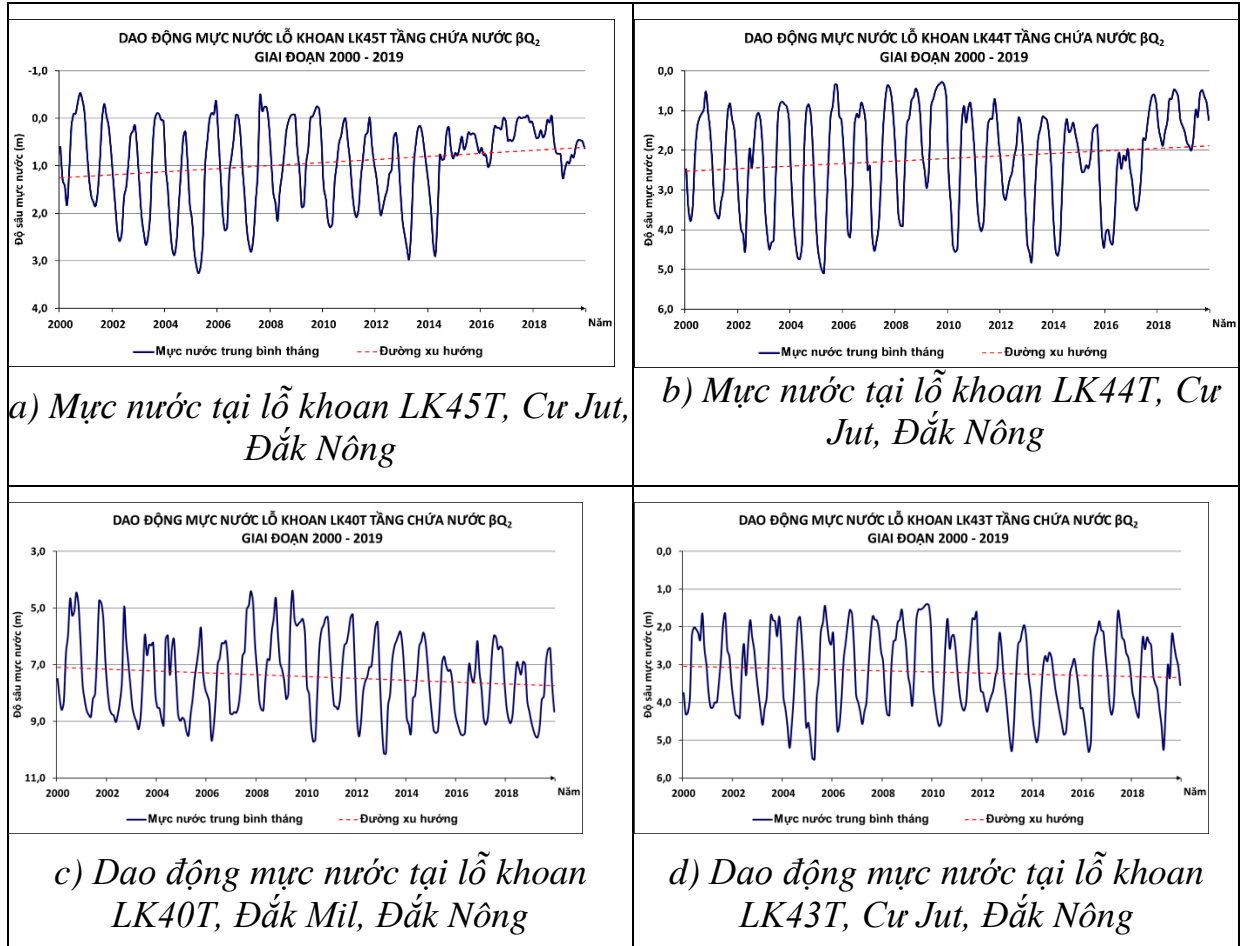 DAO ĐỘNG MỰC NƯỚC LỖ KHOAN LK45T TẦNG CHỨA NƯỚC βQ₂
GIAI ĐOẠN 2000 - 2019
Độ sâu mực nước (m)
-1,0
0,0
1,0
2,0
3,0
4,0
2000 2002 2004 2006 2008 2010 2012 2014 2016 2018 Năm
Mực nước trung bình tháng Đường xu hướng
a) Mực nước tại lỗ khoan LK45T, Cư Jut,
Đắk Nông
DAO ĐỘNG MỰC NƯỚC LỖ KHOAN LK44T TẦNG CHỨA NƯỚC βQ₂
GIAI ĐOẠN 2000 - 2019
Độ sâu mực nước (m)
0,0
1,0
2,0
3,0
4,0
5,0
6,0
2000 2002 2004 2006 2008 2010 2012 2014 2016 2018 Năm
Mực nước trung bình tháng Đường xu hướng
b) Mực nước tại lỗ khoan LK44T, Cư
Jut, Đắk Nông
DAO ĐỘNG MỰC NƯỚC LỖ KHOAN LK40T TẦNG CHỨA NƯỚC βQ₂
GIAI ĐOẠN 2000 - 2019
Độ sâu mực nước (m)
3,0
5,0
7,0
9,0
11,0
2000 2002 2004 2006 2008 2010 2012 2014 2016 2018 Năm
Mực nước trung bình tháng Đường xu hướng
c) Dao động mực nước tại lỗ khoan
LK40T, Đắk Mil, Đắk Nông
DAO ĐỘNG MỰC NƯỚC LỖ KHOAN LK43T TẦNG CHỨA NƯỚC βQ₂
GIAI ĐOẠN 2000 - 2019
Độ sâu mực nước (m)
0,0
1,0
2,0
3,0
4,0
5,0
6,0
2000 2002 2004 2006 2008 2010 2012 2014 2016 2018 Năm
Mực nước trung bình tháng Đường xu hướng
d) Dao động mực nước tại lỗ khoan
LK43T, Cư Jut, Đắk Nông